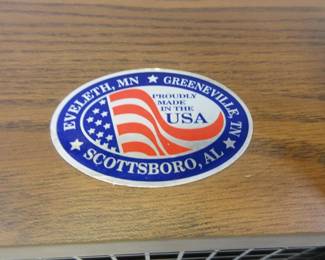 EVELETH, MN ★ GREENEVILLE, TN
★ SCOTTSBORO, AL ★
PROUDLY
MADE
IN THE
USA